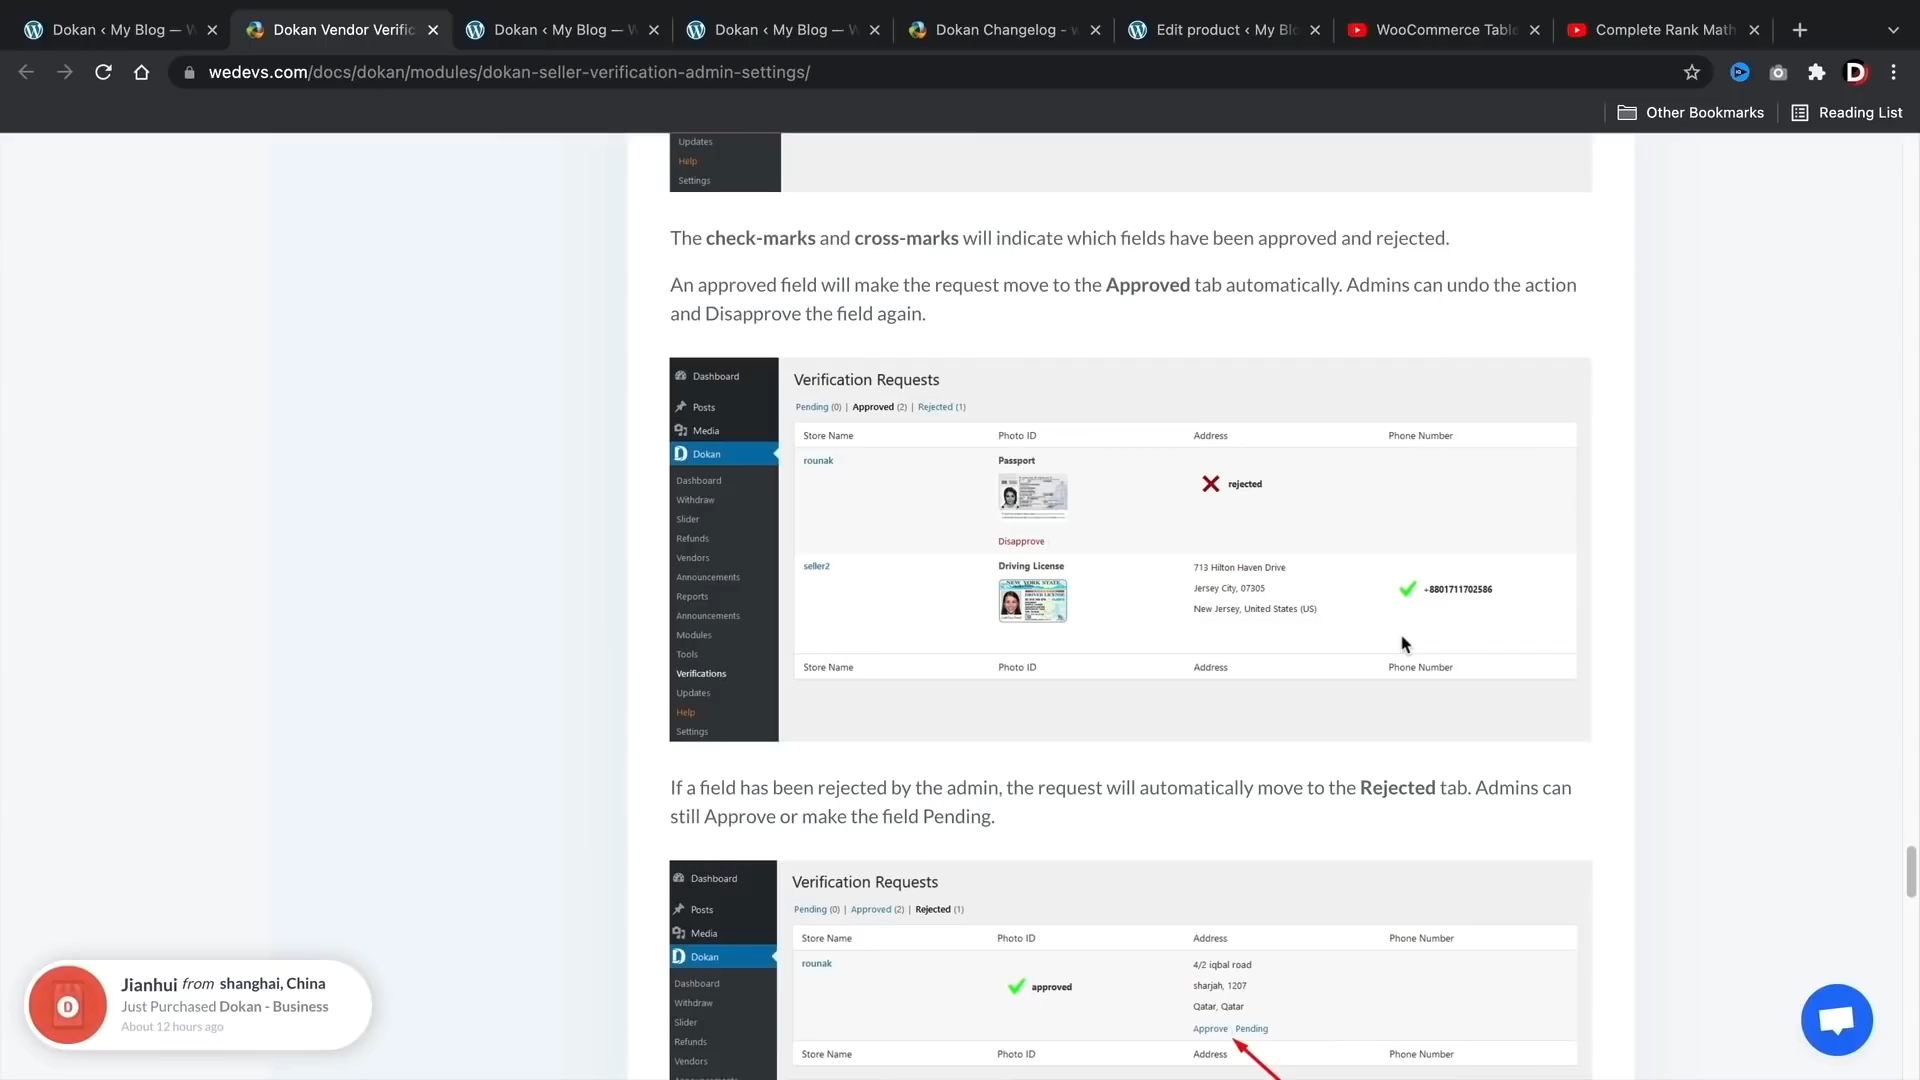 Dokan ‹ My Blog — W
Dokan Vendor Verific
Dokan ‹ My Blog — W
Dokan ‹ My Blog — W
Dokan Changelog - w
Edit product ‹ My Blo
WooCommerce Table
Complete Rank Math
wedevs.com/docs/dokan/modules/dokan-seller-verification-admin-settings/
Other Bookmarks
Reading List
Updates
Help
Settings
The check-marks and cross-marks will indicate which fields have been approved and rejected.
An approved field will make the request move to the Approved tab automatically. Admins can undo the action
and Disapprove the field again.
Dashboard
Posts
Media
Dokan
Dashboard
Withdraw
Slider
Refunds
Vendors
Announcements
Reports
Announcements
Modules
Tools
Verifications
Updates
Help
Settings
Verification Requests
Pending (0) | Approved (2) | Rejected (1)
Store Name Photo ID Address Phone Number
rounak Passport
rejected
Disapprove
seller2 Driving License 713 Hilton Haven Drive
NEW YORK STATE
Jersey City, 07305
+8801711702586
New Jersey, United States (US)
Store Name Photo ID Address Phone Number
If a field has been rejected by the admin, the request will automatically move to the Rejected tab. Admins can
still Approve or make the field Pending.
Dashboard
Posts
Media
Dokan
Dashboard
Withdraw
Slider
Refunds
Vendors
Verification Requests
Pending (0) | Approved (2) | Rejected (1)
Store Name Photo ID Address Phone Number
rounak 4/2 iqbal road
approved sharjah, 1207
Qatar, Qatar
Approve Pending
Store Name Photo ID Address Phone Number
Jianhui from shanghai, China
Just Purchased Dokan - Business
About 12 hours ago